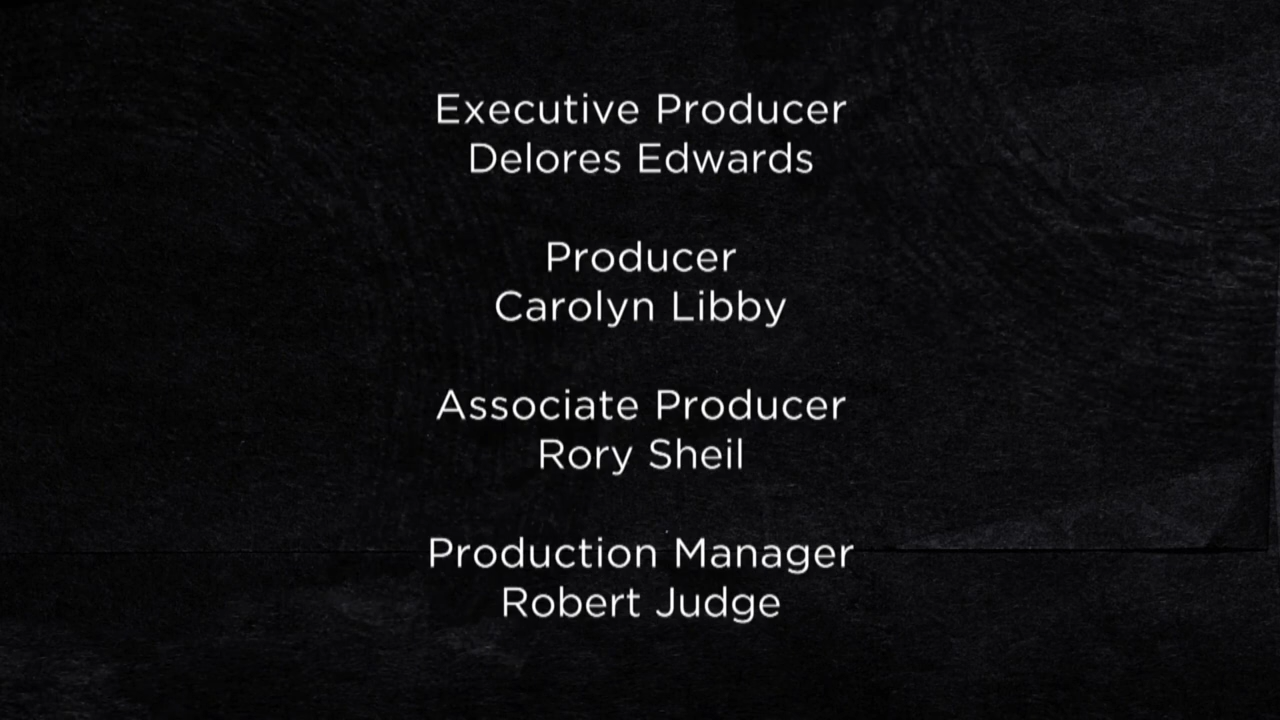 Executive Producer
Delores Edwards
Producer
Carolyn Libby
Associate Producer
Rory Sheil
Production Manager
Robert Judge